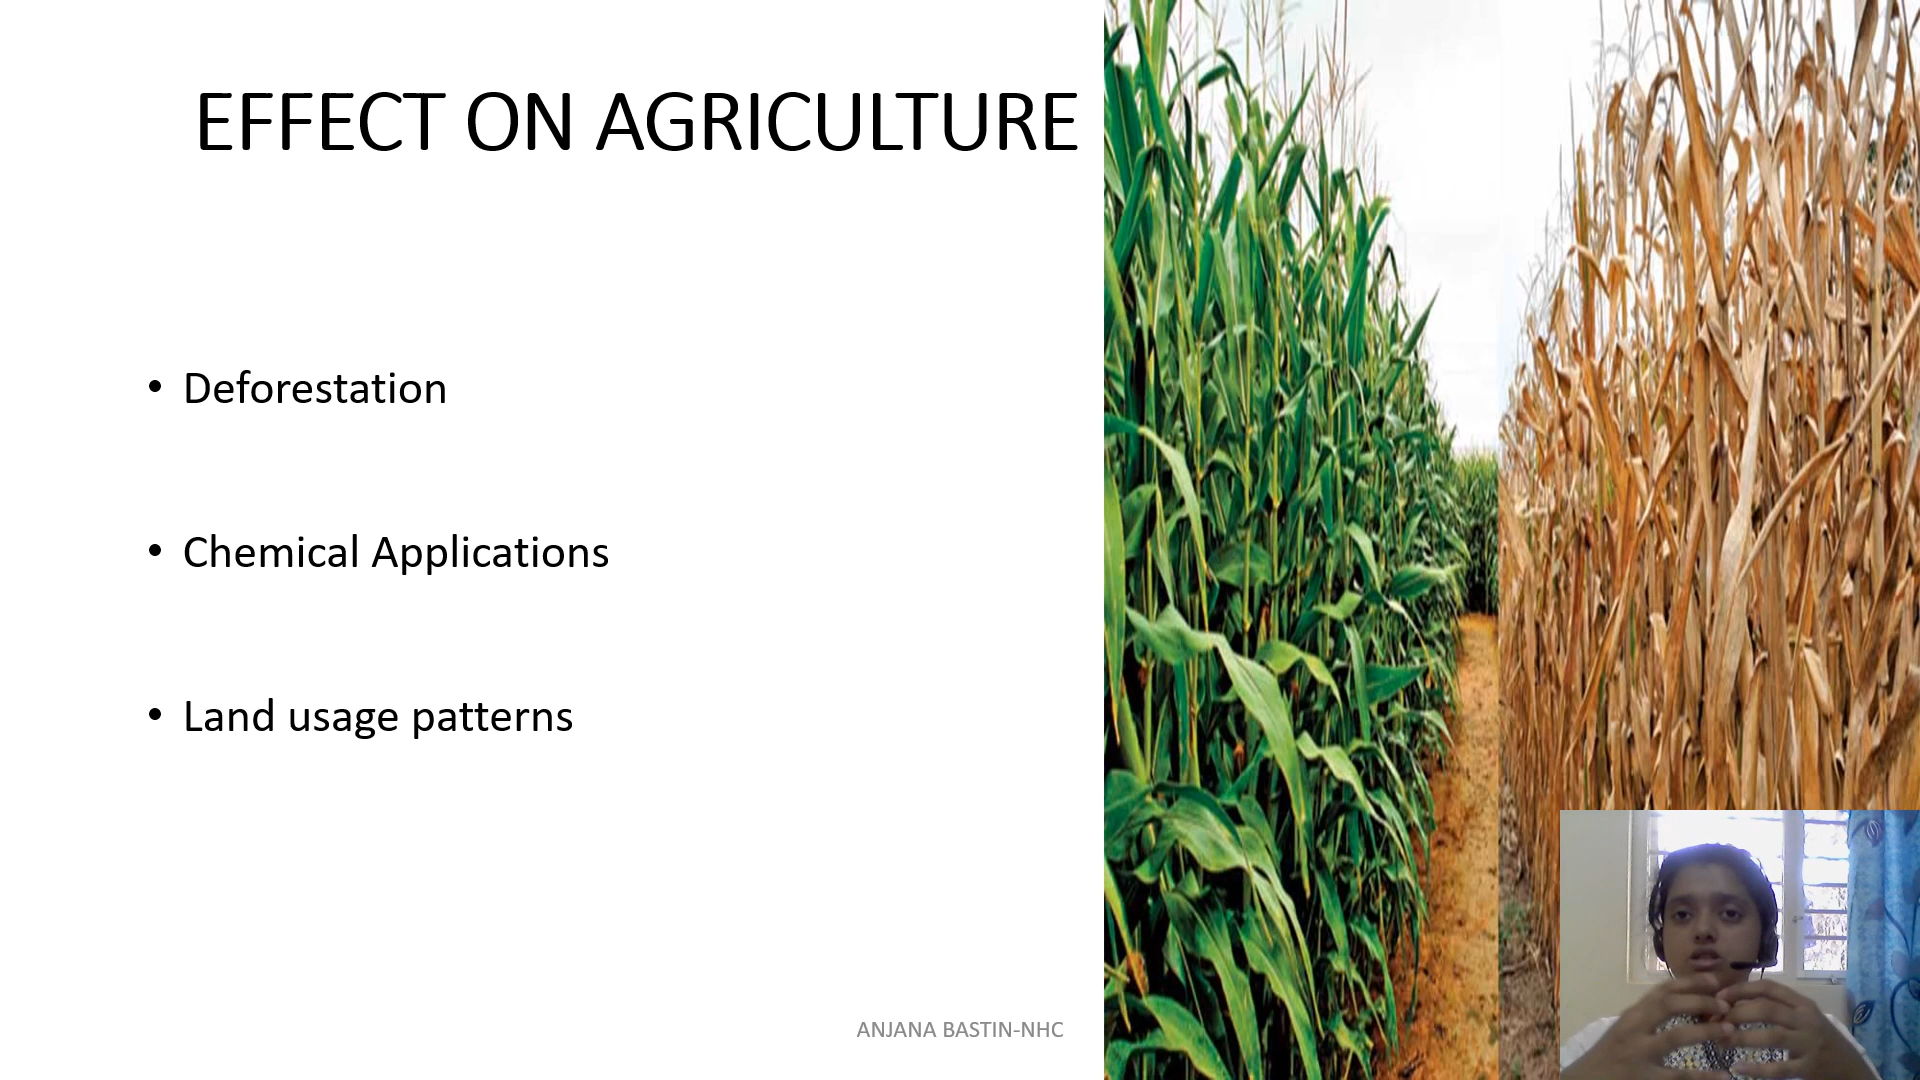 EFFECT ON AGRICULTURE
• Deforestation
• Chemical Applications
• Land usage patterns
ANJANA BASTIN-NHC